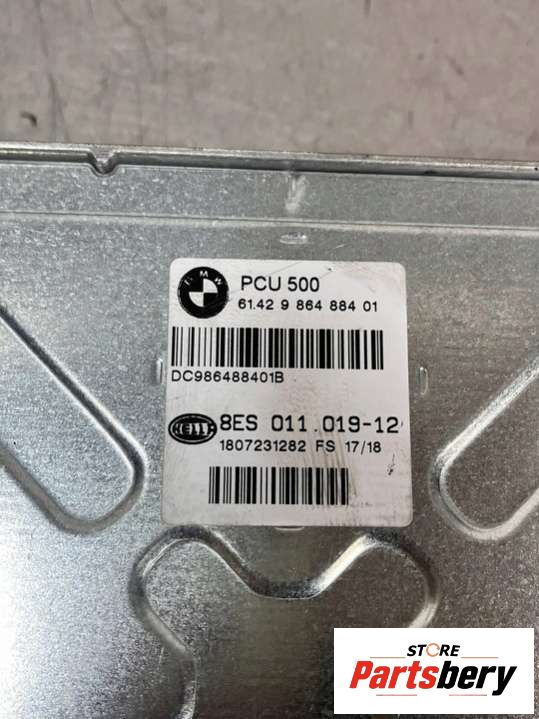 BMW
PCU 500
61.42 9 864 884 01
DC986488401B
8ES 011.019-12
1807231282 FS 17/18
STORE
Partsbery